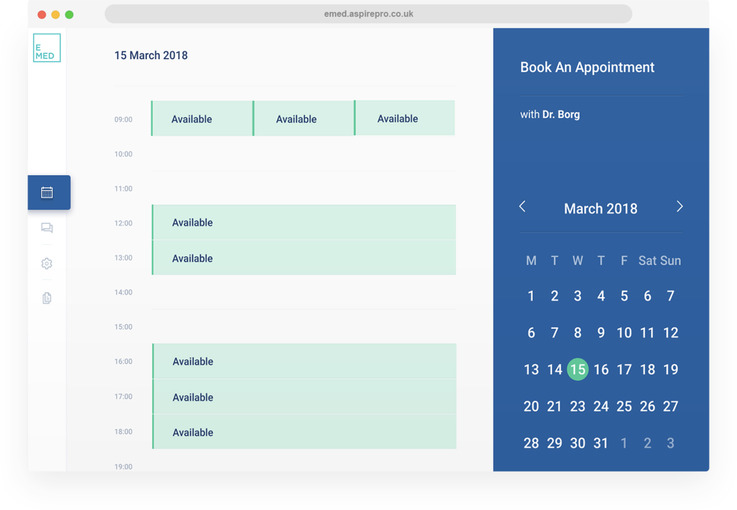 emed.aspirepro.co.uk
E
MED
15 March 2018
09:00 Available Available Available
10:00
11:00
12:00 Available
13:00 Available
14:00
15:00
16:00 Available
17:00 Available
18:00 Available
19:00
Book An Appointment
with Dr. Borg
March 2018
M T W T F Sat Sun
1 2 3 4 5 6 7
6 7 8 9 10 11 12
13 14 15 16 17 18 19
20 21 23 24 25 26 27
28 29 30 31 1 2 3